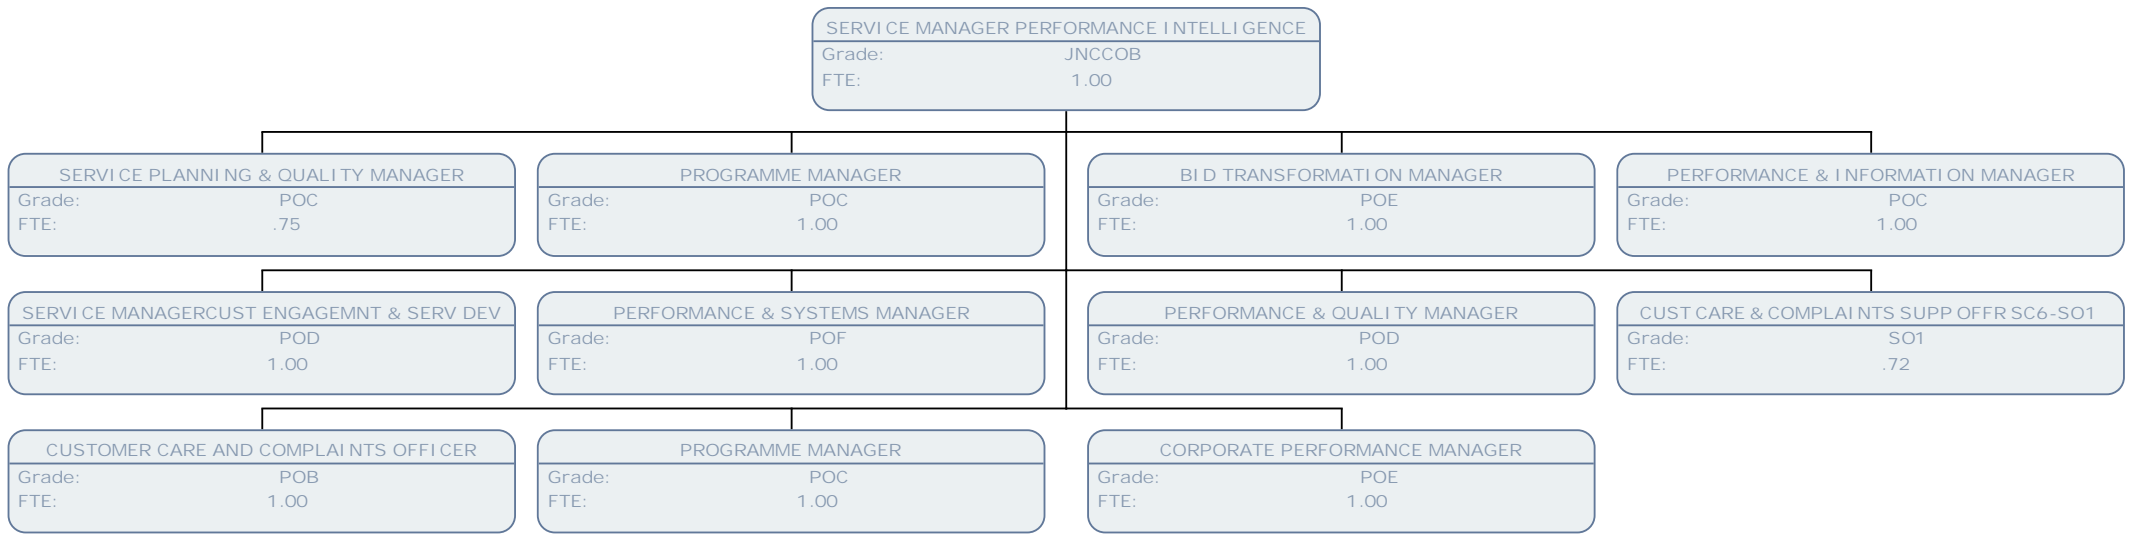 SERVICE MANAGER PERFORMANCE INTELLIGENCE
Grade: JNCCOB
FTE: 1.00
SERVICE PLANNING & QUALITY MANAGER
Grade: POC
FTE: .75
PROGRAMME MANAGER
Grade: POC
FTE: 1.00
BID TRANSFORMATION MANAGER
Grade: POE
FTE: 1.00
PERFORMANCE & INFORMATION MANAGER
Grade: POC
FTE: 1.00
SERVICE MANAGERCUST ENGAGEMNT & SERV DEV
Grade: POD
FTE: 1.00
PERFORMANCE & SYSTEMS MANAGER
Grade: POF
FTE: 1.00
PERFORMANCE & QUALITY MANAGER
Grade: POD
FTE: 1.00
CUST CARE & COMPLAINTS SUPP OFFR SC6-SO1
Grade: SO1
FTE: .72
CUSTOMER CARE AND COMPLAINTS OFFICER
Grade: POB
FTE: 1.00
PROGRAMME MANAGER
Grade: POC
FTE: 1.00
CORPORATE PERFORMANCE MANAGER
Grade: POE
FTE: 1.00